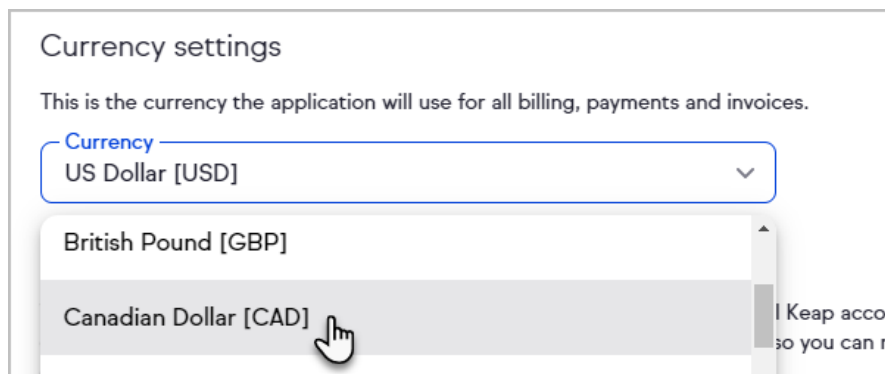 Currency settings
This is the currency the application will use for all billing, payments and invoices.
Currency
US Dollar [USD]
British Pound [GBP]
Canadian Dollar [CAD]
Keap
so you can